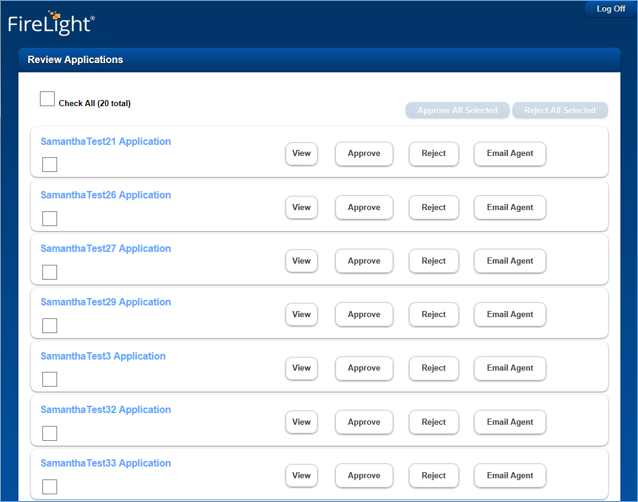 Log Off
FireLight®
Review Applications
Check All (20 total)
Approve All Selected Reject All Selected
SamanthaTest21 Application
View Approve Reject Email Agent
SamanthaTest26 Application
View Approve Reject Email Agent
SamanthaTest27 Application
View Approve Reject Email Agent
SamanthaTest29 Application
View Approve Reject Email Agent
SamanthaTest3 Application
View Approve Reject Email Agent
SamanthaTest32 Application
View Approve Reject Email Agent
SamanthaTest33 Application
View Approve Reject Email Agent